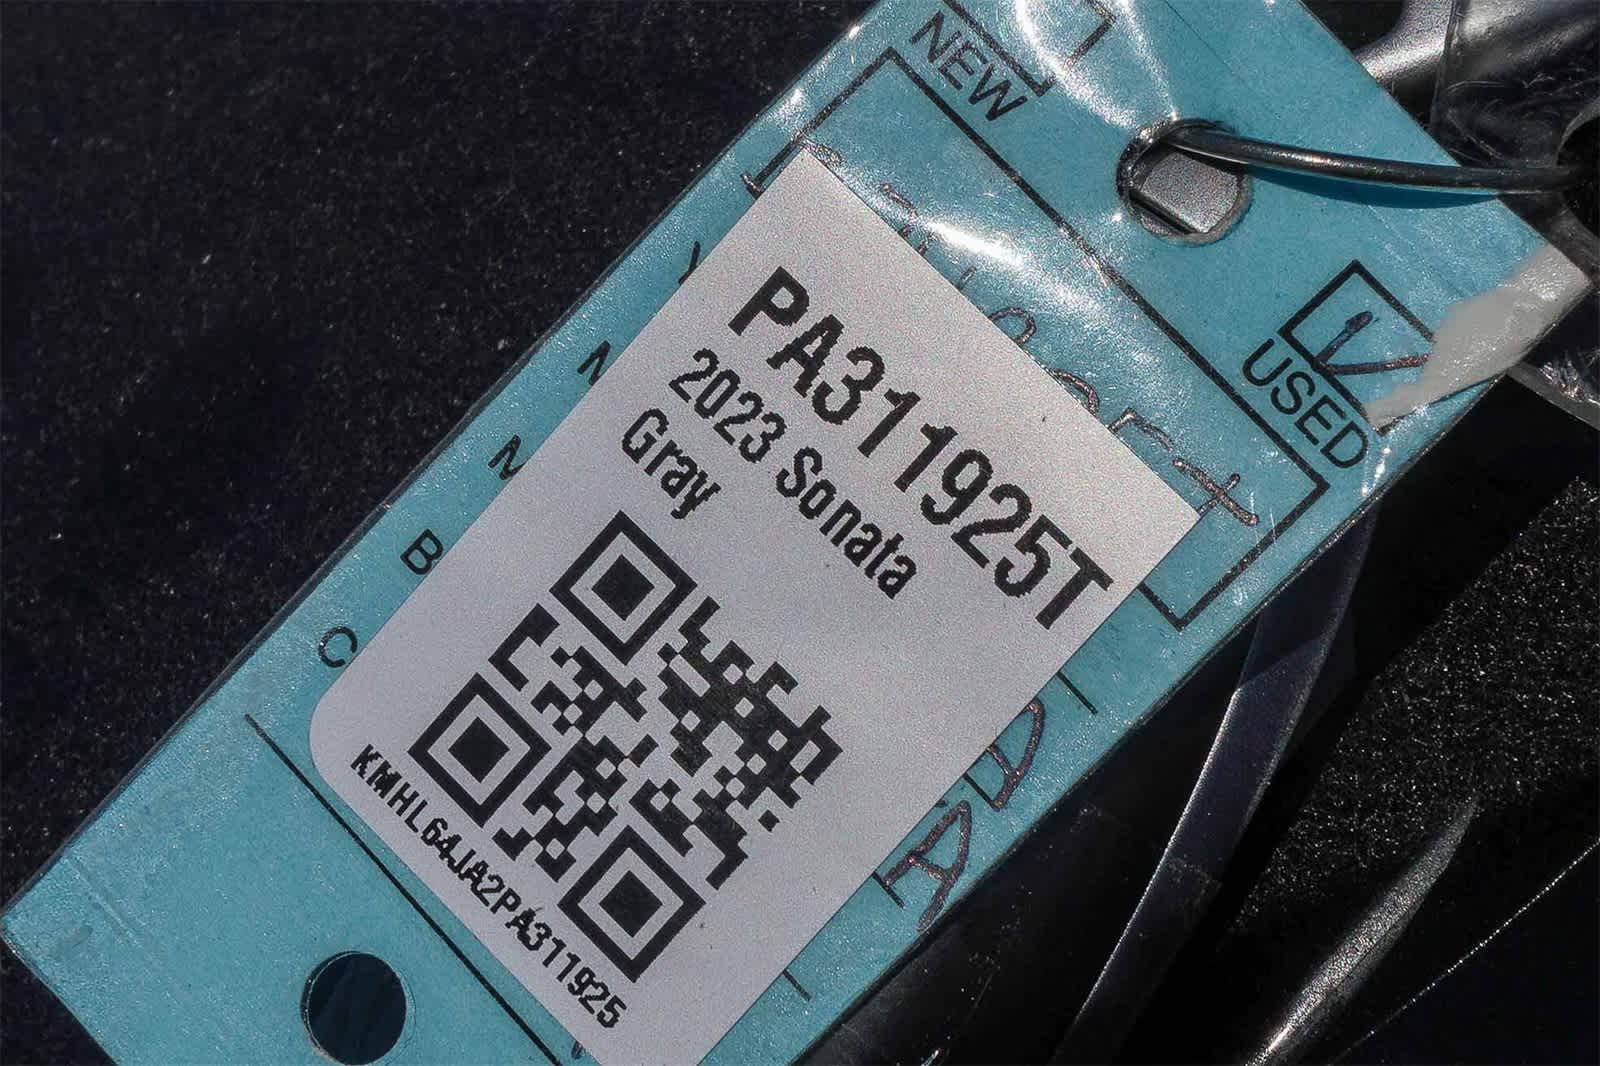 NEW
USED
PA311925T
2023 Sonata
Gray
Y
M
M
B
C
KMHL64JA2PA311925